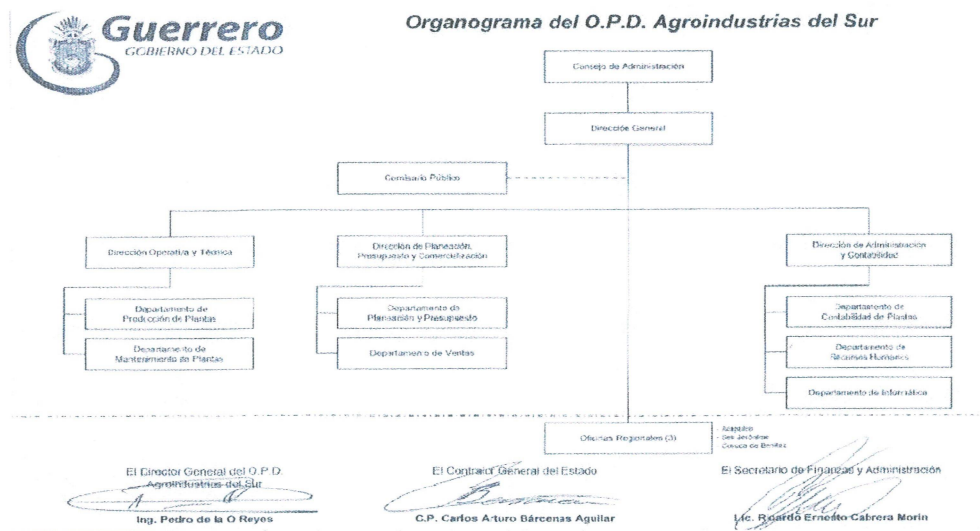 Guerrero
GOBIERNO DEL ESTADO
Organograma del O.P.D. Agroindustrias del Sur
Consejo de Administración
Dirección General
Comisario Público
Dirección Operativa y Técnica
Dirección de Planeación,
Presupuesto y Comercialización
Dirección de Administración
y Contabilidad
Departamento de
Producción de Plantas
Departamento de
Planeación y Presupuesto
Departamento de
Contabilidad de Plantas
Departamento de
Mantenimiento de Plantas
Departamento de Ventas
Departamento de
Recursos Humanos
Departamento de Informática
Oficinas Regionales (3)
- Acapulco
- San Jerónimo
- Coyuca de Benítez
El Director General del O.P.D.
Agroindustrias del Sur
Ing. Pedro de la O Reyes
El Contralor General del Estado
C.P. Carlos Arturo Bárcenas Aguilar
El Secretario de Finanzas y Administración
Lic. Ricardo Ernesto Cabrera Morin